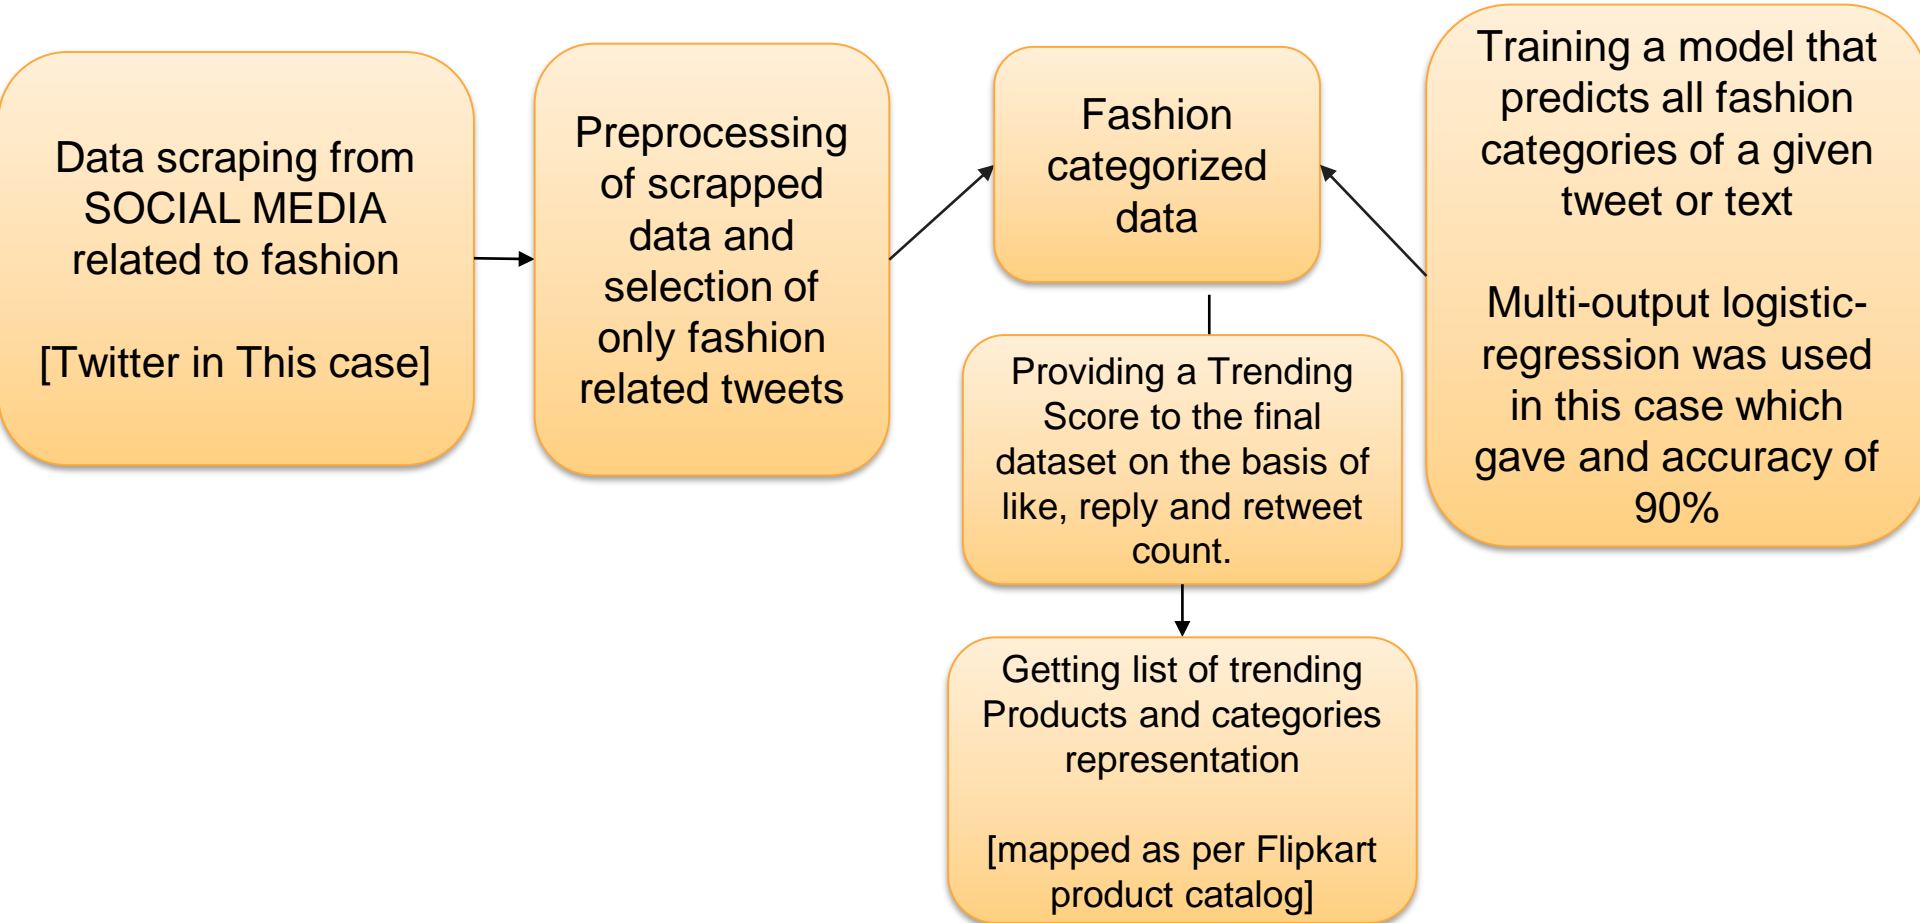 Data scraping from
SOCIAL MEDIA
related to fashion
[Twitter in This case]
Preprocessing
of scrapped
data and
selection of
only fashion
related tweets
Fashion
categorized
data
Training a model that
predicts all fashion
categories of a given
tweet or text
Multi-output logistic-
regression was used
in this case which
gave and accuracy of
90%
Providing a Trending
Score to the final
dataset on the basis of
like, reply and retweet
count.
Getting list of trending
Products and categories
representation
[mapped as per Flipkart
product catalog]